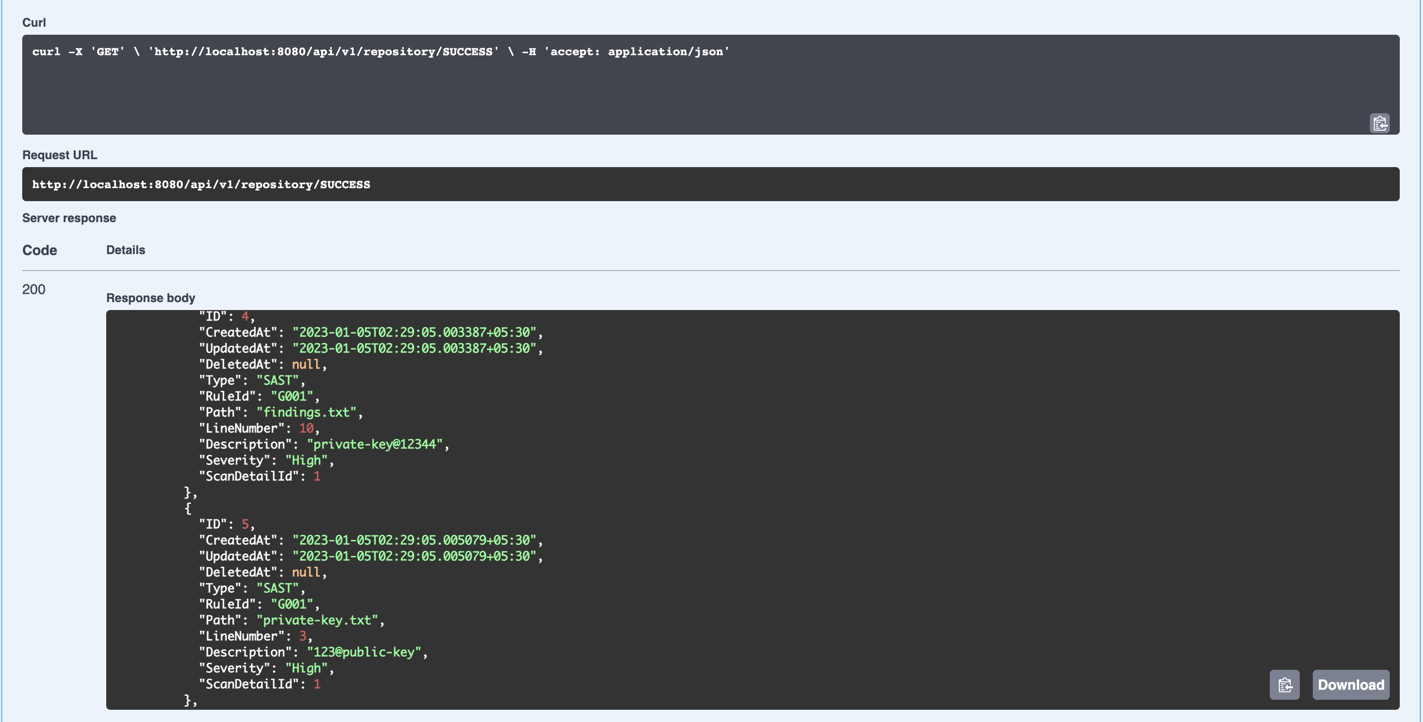 Curl
curl -X 'GET' \ 'http://localhost:8080/api/v1/repository/SUCCESS' \ -H 'accept: application/json'
Request URL
http://localhost:8080/api/v1/repository/SUCCESS
Server response
Code Details
200
Response body
"ID": 4,
"CreatedAt": "2023-01-05T02:29:05.003387+05:30",
"UpdatedAt": "2023-01-05T02:29:05.003387+05:30",
"DeletedAt": null,
"Type": "SAST",
"RuleId": "G001",
"Path": "findings.txt",
"LineNumber": 10,
"Description": "private-key@12344",
"Severity": "High",
"ScanDetailId": 1
},
{
"ID": 5,
"CreatedAt": "2023-01-05T02:29:05.005079+05:30",
"UpdatedAt": "2023-01-05T02:29:05.005079+05:30",
"DeletedAt": null,
"Type": "SAST",
"RuleId": "G001",
"Path": "private-key.txt",
"LineNumber": 3,
"Description": "123@public-key",
"Severity": "High",
"ScanDetailId": 1
},
Download